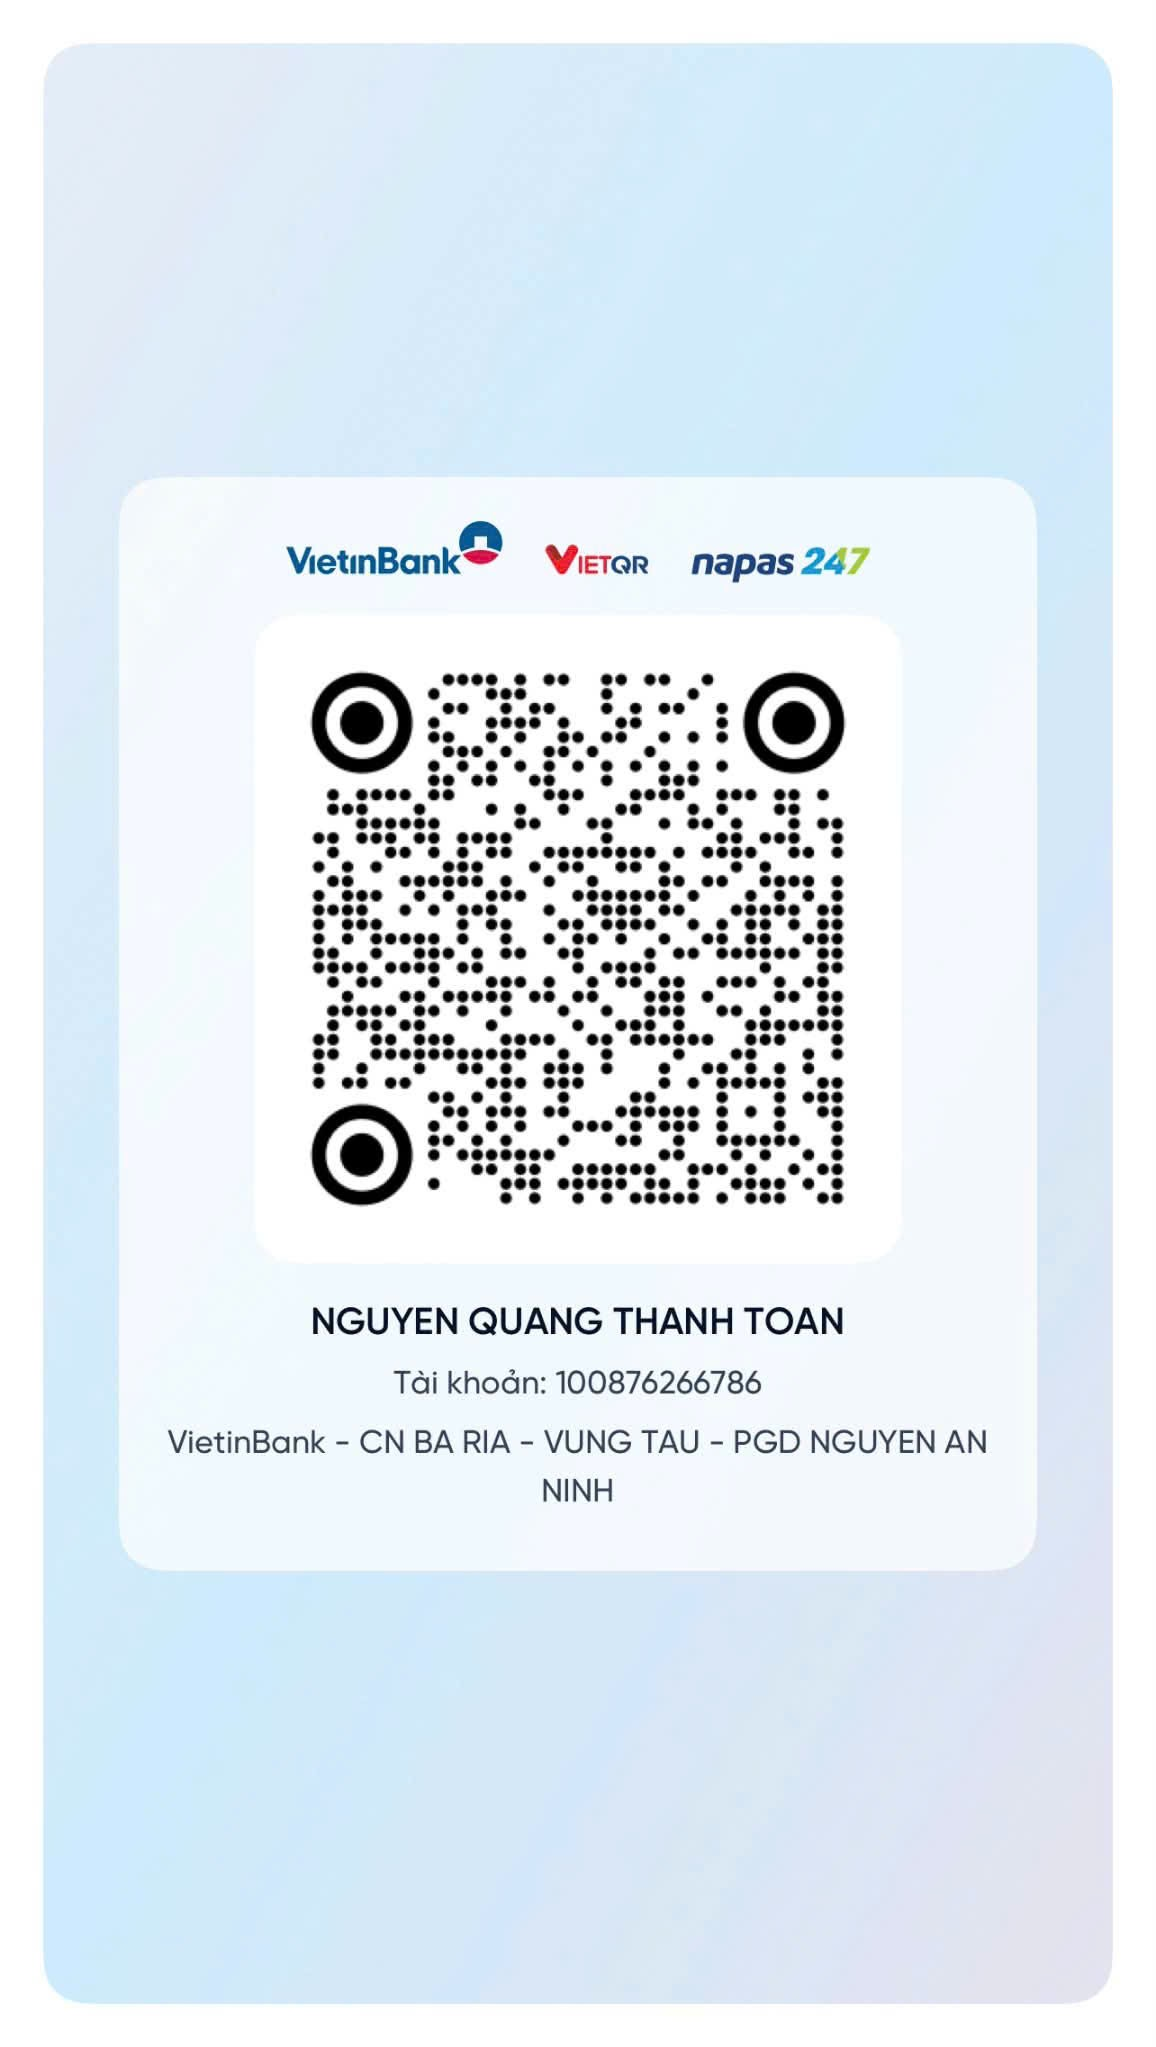 VietinBank VIETQR napas 247
NGUYEN QUANG THANH TOAN
Tài khoản: 100876266786
VietinBank - CN BA RIA - VUNG TAU - PGD NGUYEN AN
NINH